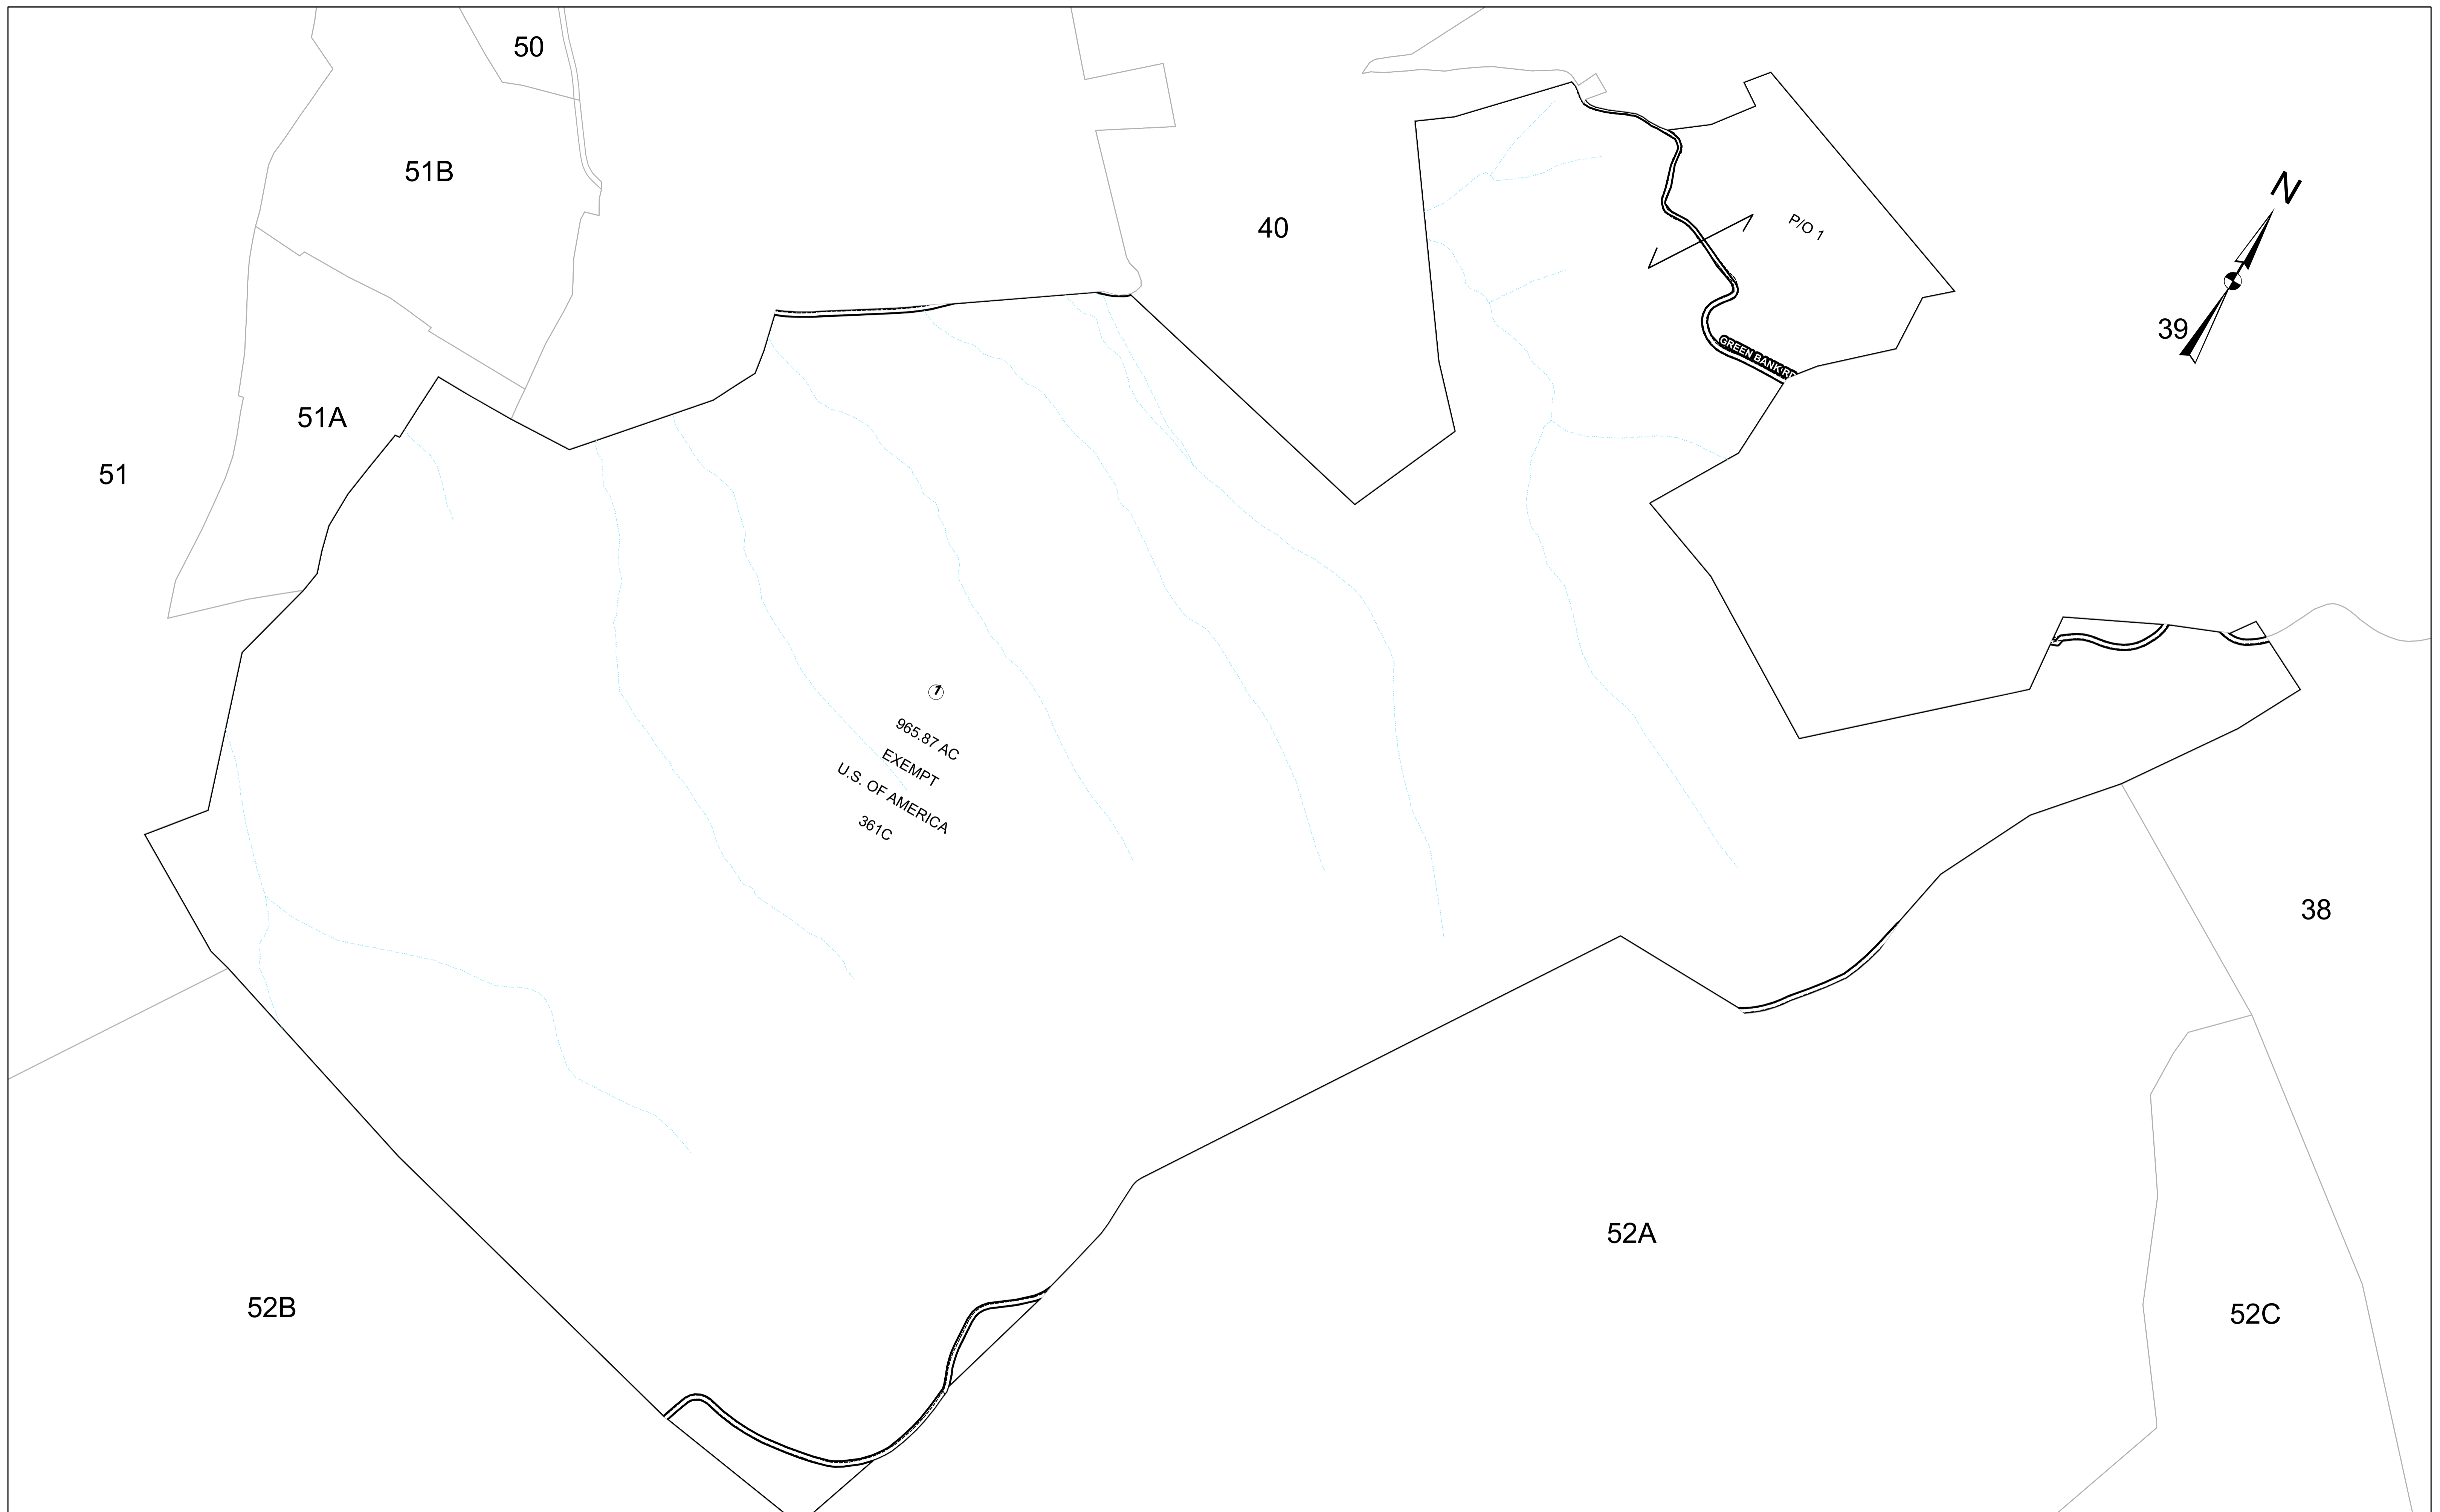 50
51B
40
P/O 1
N
39
GREEN BANK RD
51A
51
1
965.87 AC
EXEMPT
U.S. OF AMERICA
361C
38
52A
52B
52C